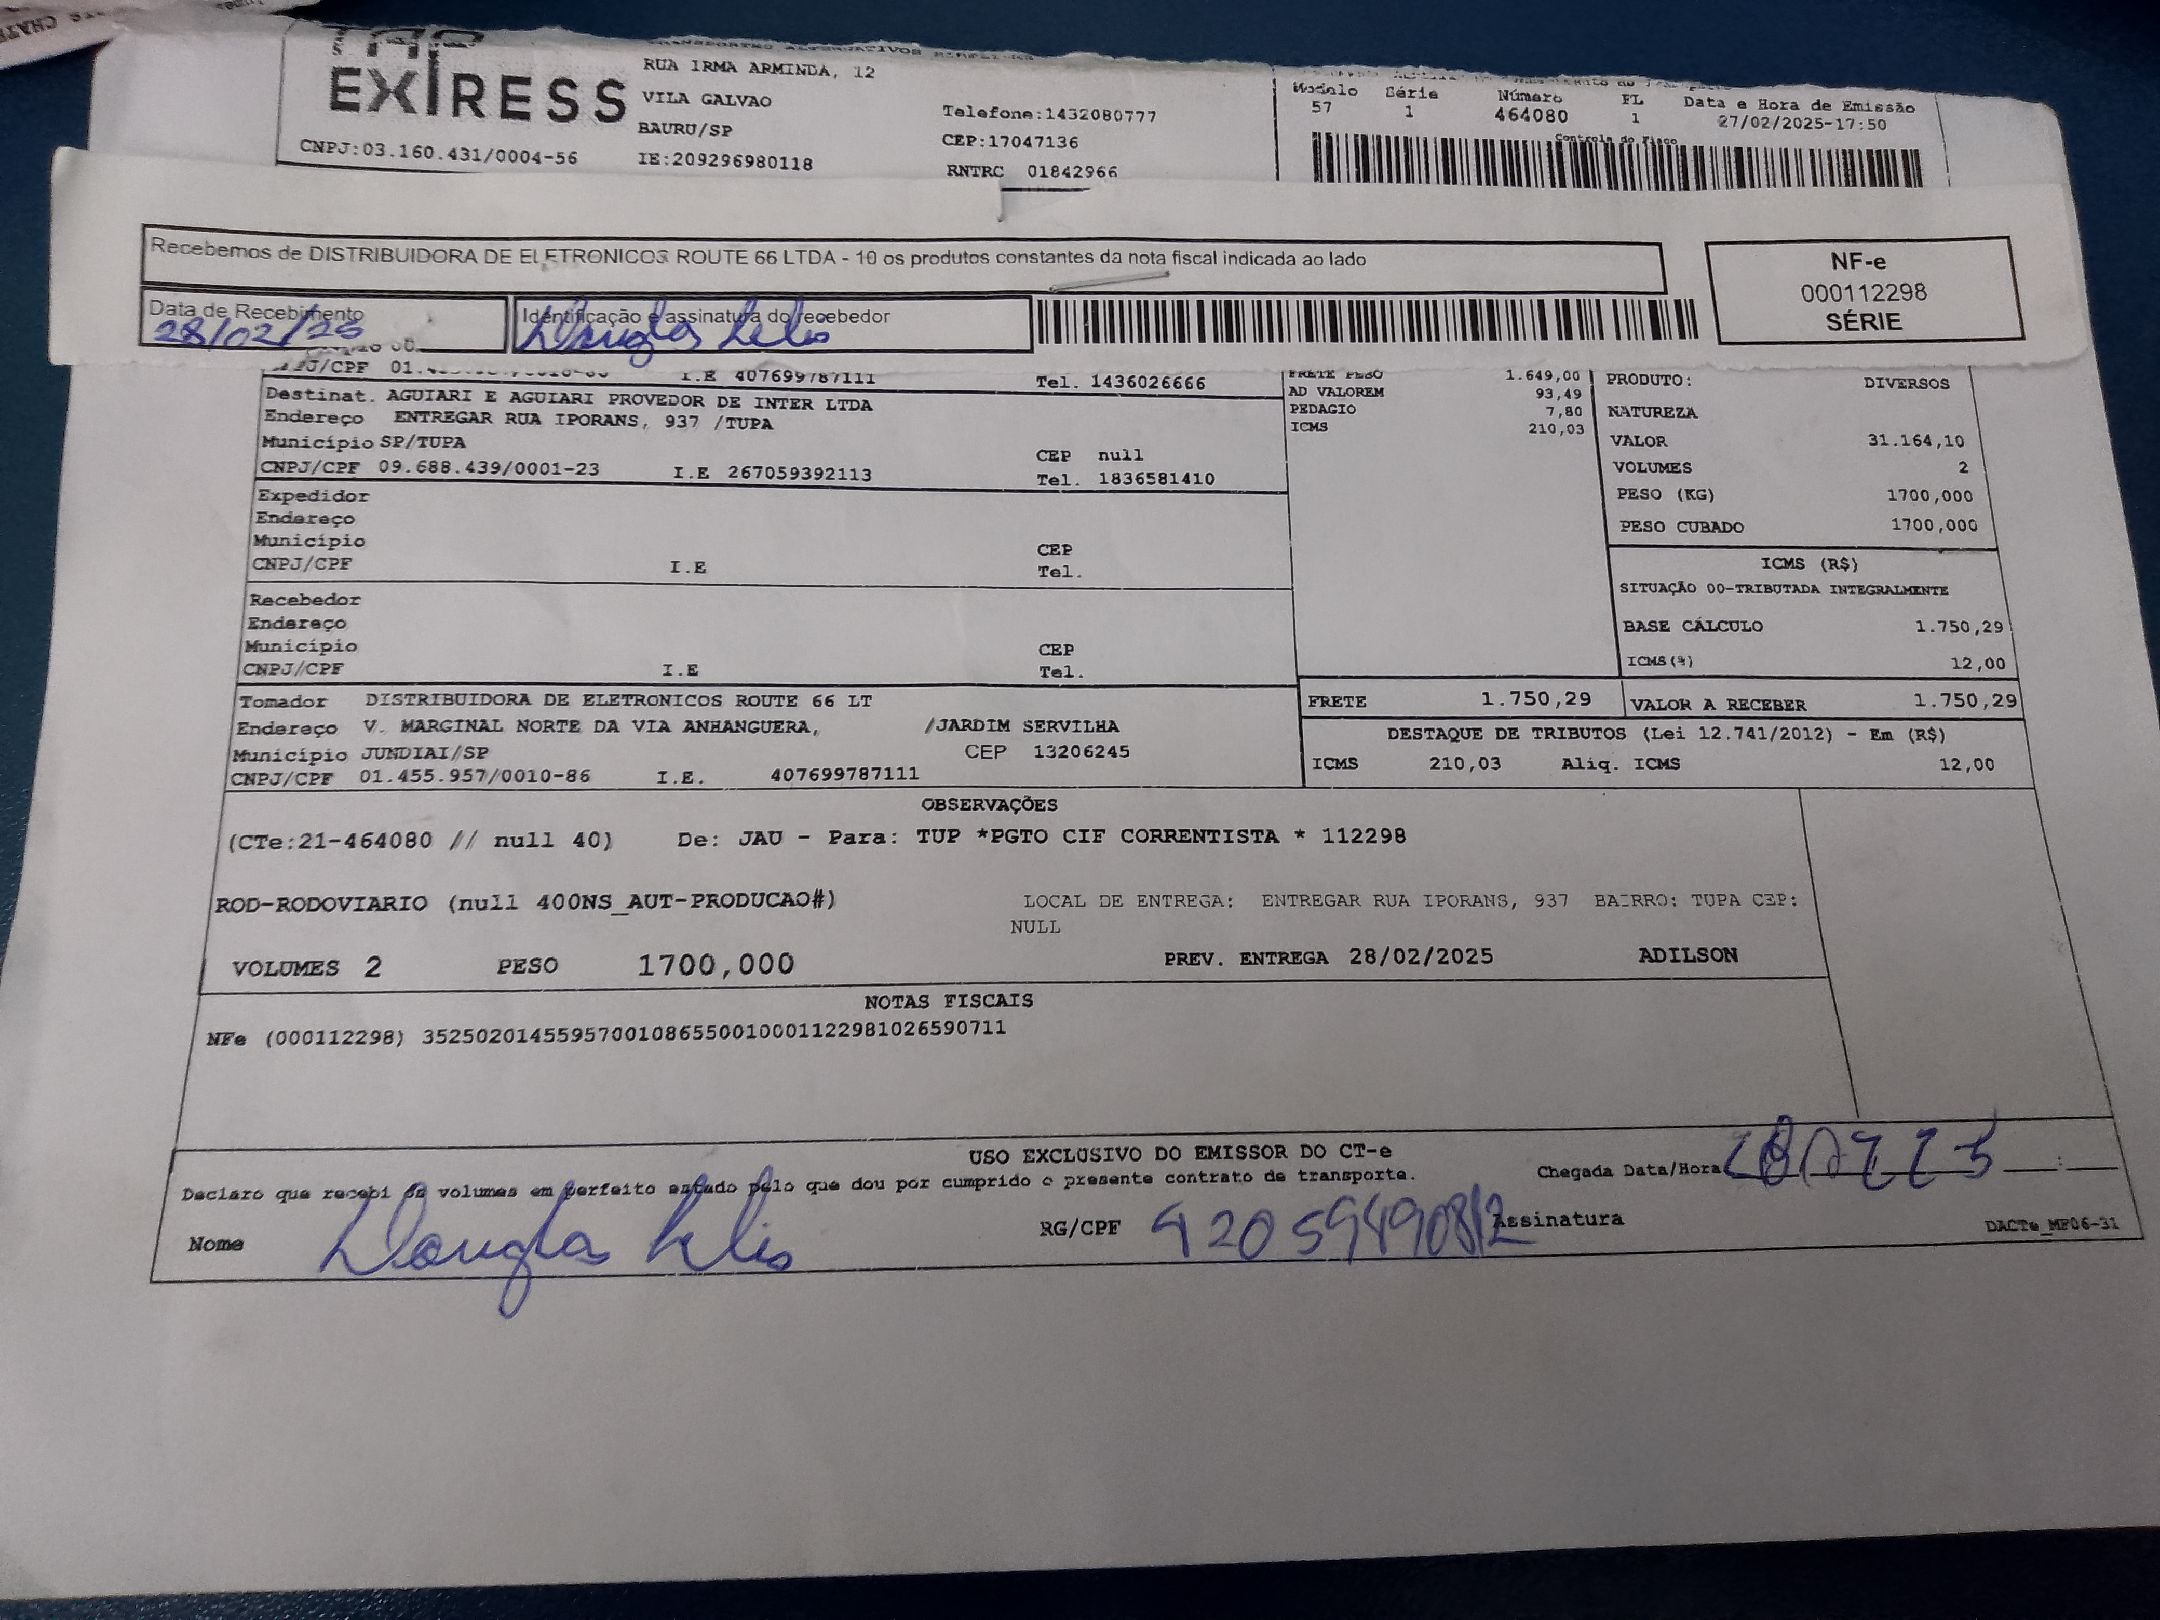 EXPRESS
RUA IRMA ARMINDA, 12
VILA GALVAO
BAURU/SP
CNPJ:03.160.431/0004-56 IE:209296980118
Telefone:1432080777
CEP:17047136
RNTRC 01842966
Modelo Série Número FL Data e Hora de Emissão
57 1 464080 1 27/02/2025-17:50
Controle do Fisco
Recebemos de DISTRIBUIDORA DE ELETRONICOS ROUTE 66 LTDA - 10 os produtos constantes da nota fiscal indicada ao lado
NF-e
000112298
SÉRIE
Data de Recebimento
28/02/25
Identificação e assinatura do recebedor
Douglas
CNPJ/CPF 01. I.E 407699787111 Tel. 1436026666
Destinat. AGUIARI E AGUIARI PROVEDOR DE INTER LTDA
Endereço ENTREGAR RUA IPORANS, 937 /TUPA
Município SP/TUPA CEP null
CNPJ/CPF 09.688.439/0001-23 I.E 267059392113 Tel. 1836581410
Expedidor
Endereço
Município CEP
CNPJ/CPF I.E Tel.
Recebedor
Endereço
Município CEP
CNPJ/CPF I.E Tel.
Tomador DISTRIBUIDORA DE ELETRONICOS ROUTE 66 LT
Endereço V. MARGINAL NORTE DA VIA ANHANGUERA, /JARDIM SERVILHA
Município JUNDIAI/SP CEP 13206245
CNPJ/CPF 01.455.957/0010-86 I.E. 407699787111
FRETE PESO 1.649,00
AD VALOREM 93,49
PEDAGIO 7,80
ICMS 210,03
PRODUTO: DIVERSOS
NATUREZA
VALOR 31.164,10
VOLUMES 2
PESO (KG) 1700,000
PESO CUBADO 1700,000
ICMS (R$)
SITUAÇÃO 00-TRIBUTADA INTEGRALMENTE
BASE CÁLCULO 1.750,29
ICMS(%) 12,00
FRETE 1.750,29 VALOR A RECEBER 1.750,29
DESTAQUE DE TRIBUTOS (Lei 12.741/2012) - Em (R$)
ICMS 210,03 Aliq. ICMS 12,00
OBSERVAÇÕES
(CTe:21-464080 // null 40) De: JAU - Para: TUP *PGTO CIF CORRENTISTA * 112298
ROD-RODOVIARIO (null 400NS_AUT-PRODUCAO#) LOCAL DE ENTREGA: ENTREGAR RUA IPORANS, 937 BAIRRO: TUPA CEP:
NULL
VOLUMES 2 PESO 1700,000 PREV. ENTREGA 28/02/2025 ADILSON
NOTAS FISCAIS
NFe (000112298) 35250201455957001086550010001122981026590711
USO EXCLUSIVO DO EMISSOR DO CT-e
Declaro que recebi os volumes em perfeito estado pelo que dou por cumprido o presente contrato de transporte.
Chegada Data/Hora
Nome Douglas
RG/CPF Assinatura
DACTe_MP06-31